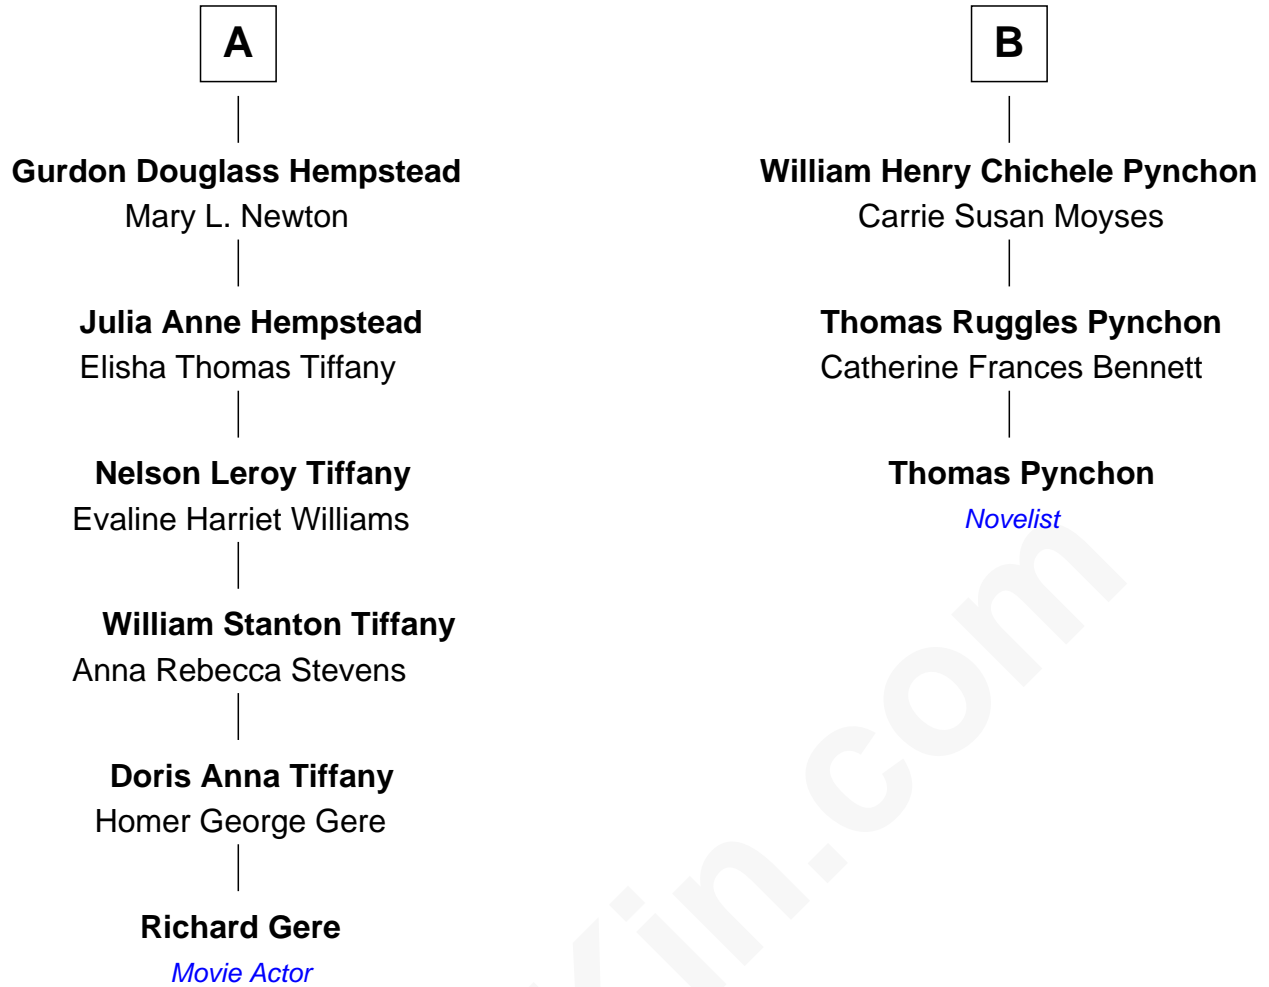 A
Gurdon Douglass Hempstead
Mary L. Newton
Julia Anne Hempstead
Elisha Thomas Tiffany
Nelson Leroy Tiffany
Evaline Harriet Williams
William Stanton Tiffany
Anna Rebecca Stevens
Doris Anna Tiffany
Homer George Gere
Richard Gere
Movie Actor
B
William Henry Chichele Pynchon
Carrie Susan Moyses
Thomas Ruggles Pynchon
Catherine Frances Bennett
Thomas Pynchon
Novelist
Kin.com